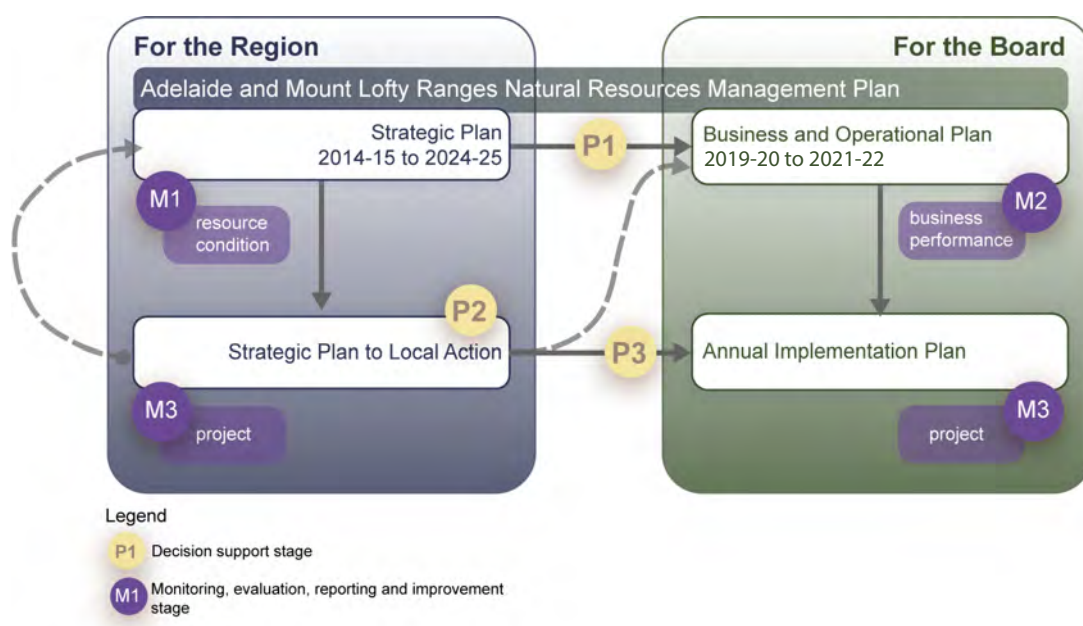 For the Region
For the Board
Adelaide and Mount Lofty Ranges Natural Resources Management Plan
Strategic Plan
2014-15 to 2024-25
P1
Business and Operational Plan
2019-20 to 2021-22
M1
resource
condition
M2
business
performance
P2
Strategic Plan to Local Action
P3
Annual Implementation Plan
M3
project
M3
project
Legend
P1 Decision support stage
M1 Monitoring, evaluation, reporting and improvement
stage